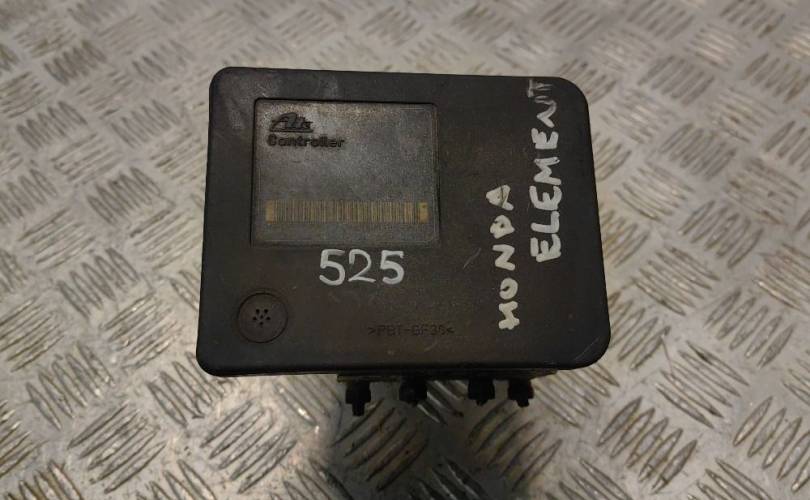 Ate
Controller
525
HONDA
ELEMENT
>PBT-GF30<